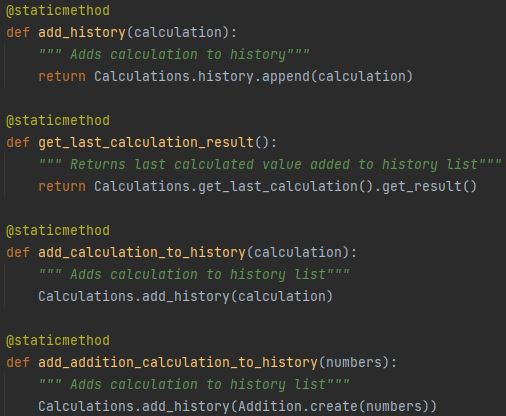 @staticmethod
def add_history(calculation):
    """ Adds calculation to history"""
    return Calculations.history.append(calculation)

@staticmethod
def get_last_calculation_result():
    """ Returns last calculated value added to history list"""
    return Calculations.get_last_calculation().get_result()

@staticmethod
def add_calculation_to_history(calculation):
    """ Adds calculation to history list"""
    Calculations.add_history(calculation)

@staticmethod
def add_addition_calculation_to_history(numbers):
    """ Adds calculation to history list"""
    Calculations.add_history(Addition.create(numbers))